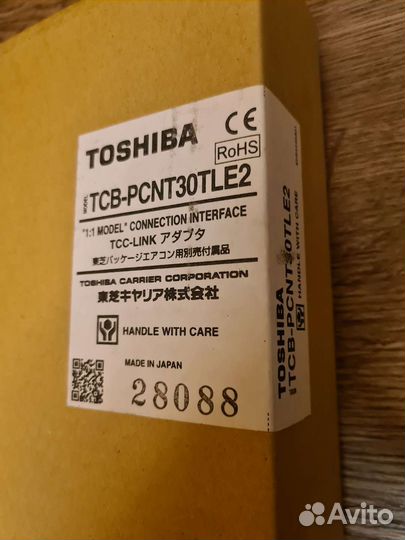 TOSHIBA
CE
RoHS
MODEL TCB-PCNT30TLE2
"1:1 MODEL" CONNECTION INTERFACE
TCC-LINK アダプタ
東芝パッケージエアコン用別売付属品
TOSHIBA CARRIER CORPORATION
東芝キヤリア株式会社
HANDLE WITH CARE
MADE IN JAPAN
28088
TOSHIBA
TCB-PCNT30TLE2
HANDLE WITH CARE
Avito